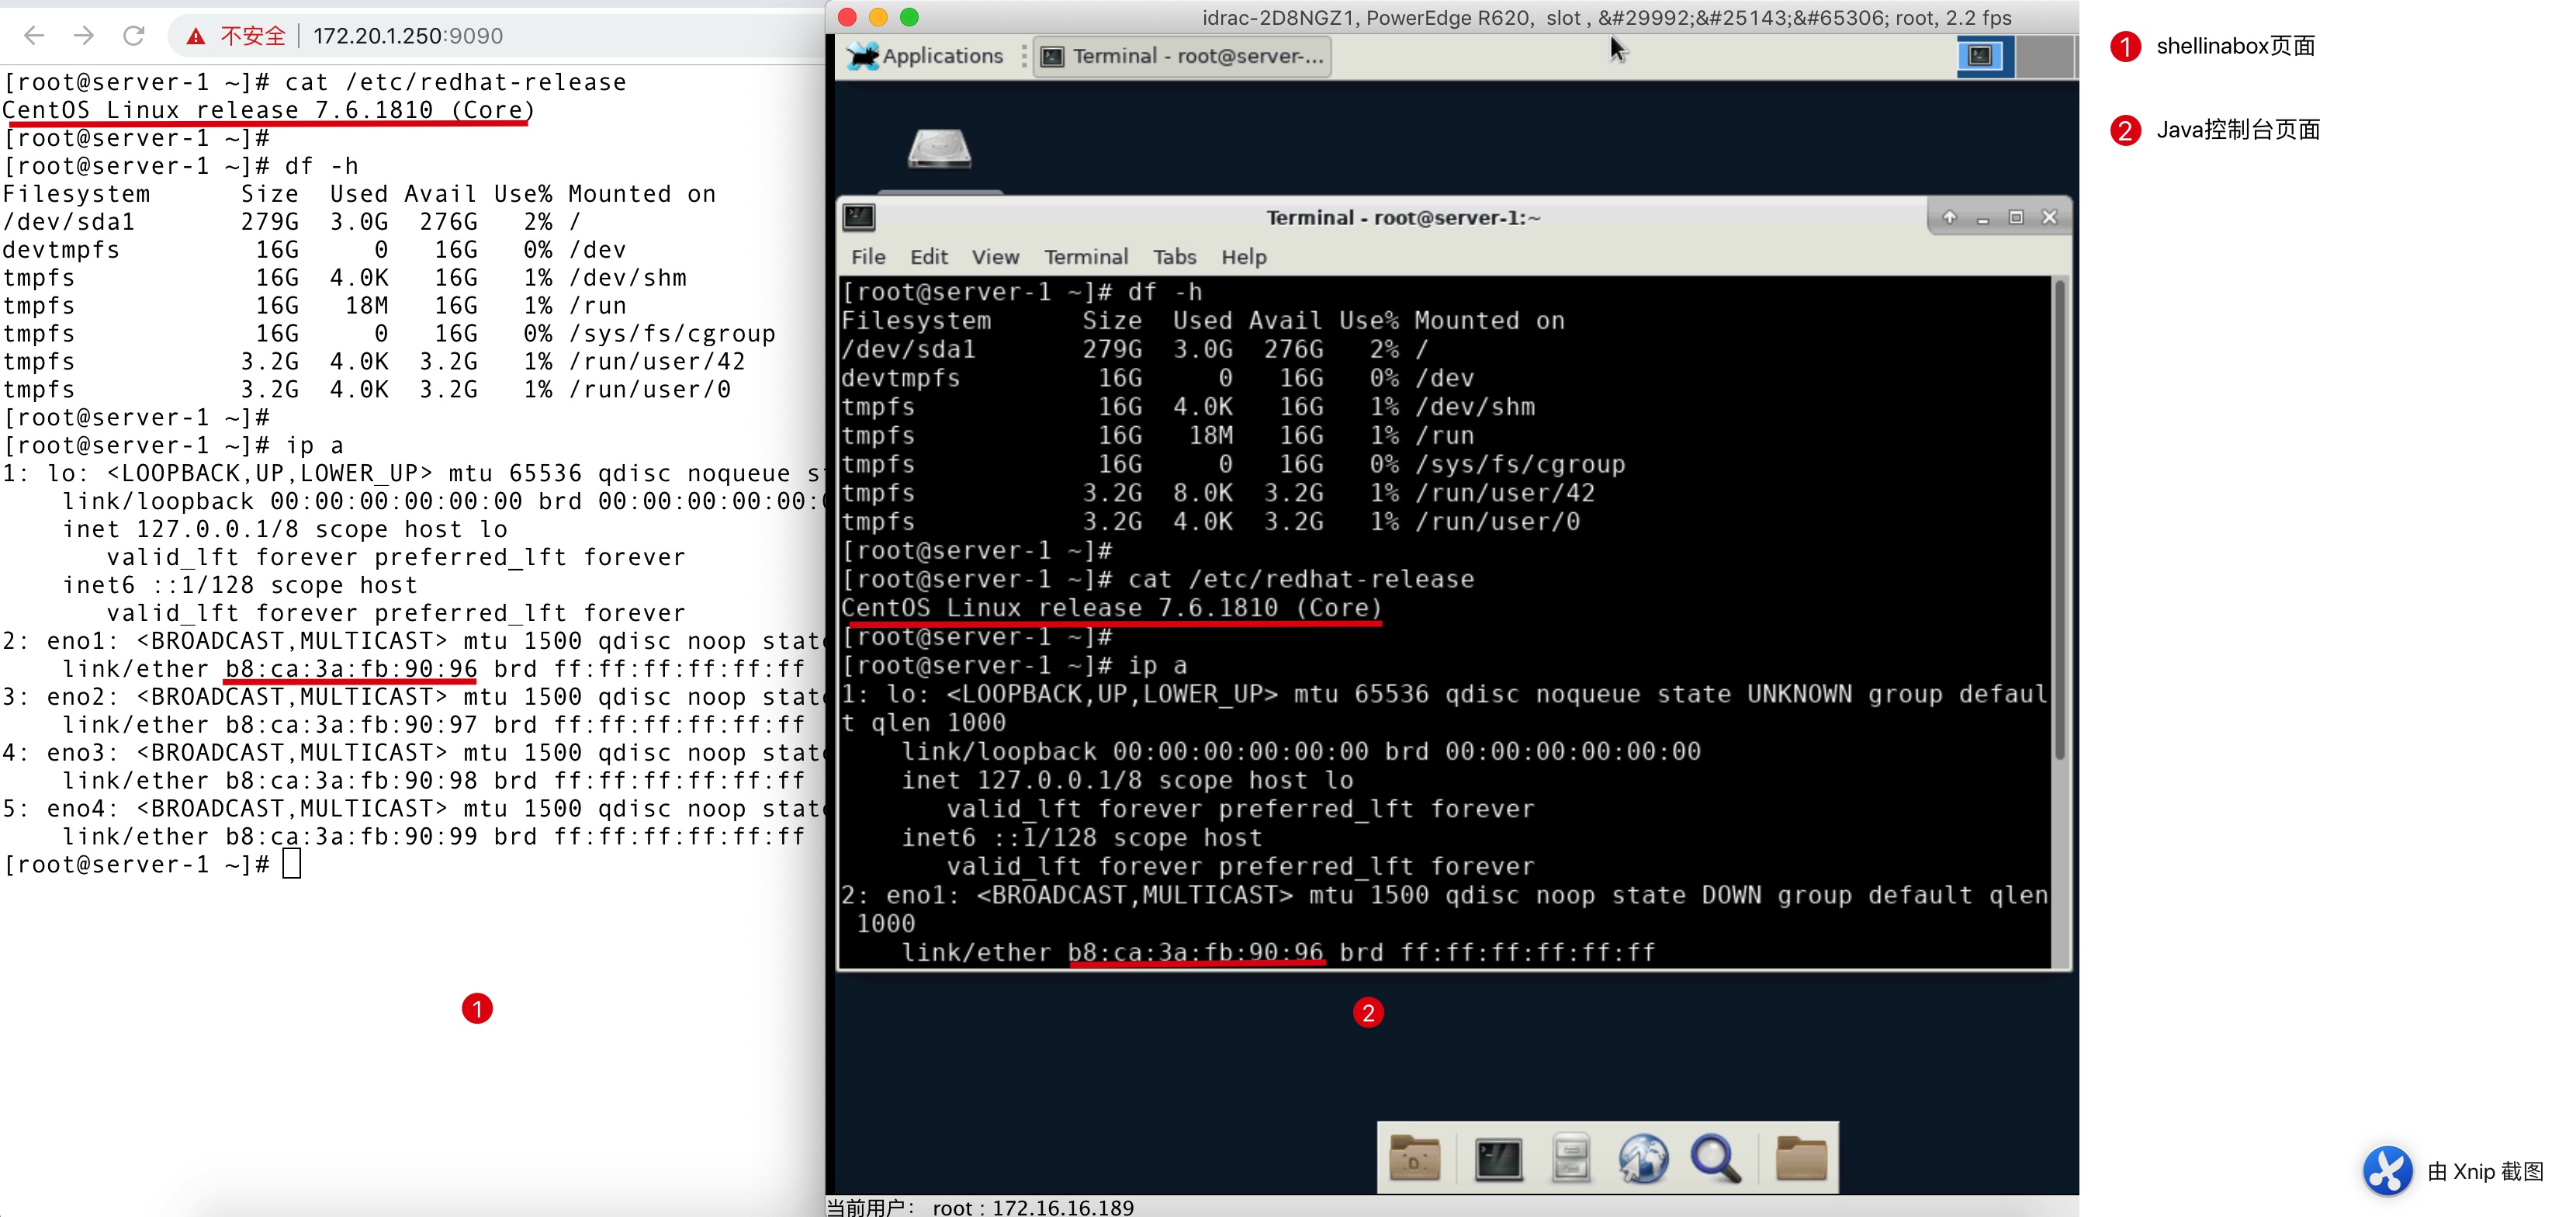 不安全 172.20.1.250:9090
[root@server-1 ~]# cat /etc/redhat-release
CentOS Linux release 7.6.1810 (Core)
[root@server-1 ~]#
[root@server-1 ~]# df -h
Filesystem Size Used Avail Use% Mounted on
/dev/sda1 279G 3.0G 276G 2% /
devtmpfs 16G 0 16G 0% /dev
tmpfs 16G 4.0K 16G 1% /dev/shm
tmpfs 16G 18M 16G 1% /run
tmpfs 16G 0 16G 0% /sys/fs/cgroup
tmpfs 3.2G 4.0K 3.2G 1% /run/user/42
tmpfs 3.2G 4.0K 3.2G 1% /run/user/0
[root@server-1 ~]#
[root@server-1 ~]# ip a
1: lo: <LOOPBACK,UP,LOWER_UP> mtu 65536 qdisc noqueue s
link/loopback 00:00:00:00:00:00 brd 00:00:00:00:00:
inet 127.0.0.1/8 scope host lo
valid_lft forever preferred_lft forever
inet6 ::1/128 scope host
valid_lft forever preferred_lft forever
2: eno1: <BROADCAST,MULTICAST> mtu 1500 qdisc noop stat
link/ether b8:ca:3a:fb:90:96 brd ff:ff:ff:ff:ff:ff
3: eno2: <BROADCAST,MULTICAST> mtu 1500 qdisc noop stat
link/ether b8:ca:3a:fb:90:97 brd ff:ff:ff:ff:ff:ff
4: eno3: <BROADCAST,MULTICAST> mtu 1500 qdisc noop stat
link/ether b8:ca:3a:fb:90:98 brd ff:ff:ff:ff:ff:ff
5: eno4: <BROADCAST,MULTICAST> mtu 1500 qdisc noop stat
link/ether b8:ca:3a:fb:90:99 brd ff:ff:ff:ff:ff:ff
[root@server-1 ~]#
1
idrac-2D8NGZ1, PowerEdge R620, slot , &#29992;&#25143;&#65306; root, 2.2 fps
Applications Terminal - root@server-...
Terminal - root@server-1:~
File Edit View Terminal Tabs Help
[root@server-1 ~]# df -h
Filesystem Size Used Avail Use% Mounted on
/dev/sda1 279G 3.0G 276G 2% /
devtmpfs 16G 0 16G 0% /dev
tmpfs 16G 4.0K 16G 1% /dev/shm
tmpfs 16G 18M 16G 1% /run
tmpfs 16G 0 16G 0% /sys/fs/cgroup
tmpfs 3.2G 8.0K 3.2G 1% /run/user/42
tmpfs 3.2G 4.0K 3.2G 1% /run/user/0
[root@server-1 ~]#
[root@server-1 ~]# cat /etc/redhat-release
CentOS Linux release 7.6.1810 (Core)
[root@server-1 ~]#
[root@server-1 ~]# ip a
1: lo: <LOOPBACK,UP,LOWER_UP> mtu 65536 qdisc noqueue state UNKNOWN group defaul
t qlen 1000
link/loopback 00:00:00:00:00:00 brd 00:00:00:00:00:00
inet 127.0.0.1/8 scope host lo
valid_lft forever preferred_lft forever
inet6 ::1/128 scope host
valid_lft forever preferred_lft forever
2: eno1: <BROADCAST,MULTICAST> mtu 1500 qdisc noop state DOWN group default qlen
1000
link/ether b8:ca:3a:fb:90:96 brd ff:ff:ff:ff:ff:ff
2
D
当前用户： root : 172.16.16.189
1 shellinabox页面
2 Java控制台页面
由 Xnip 截图